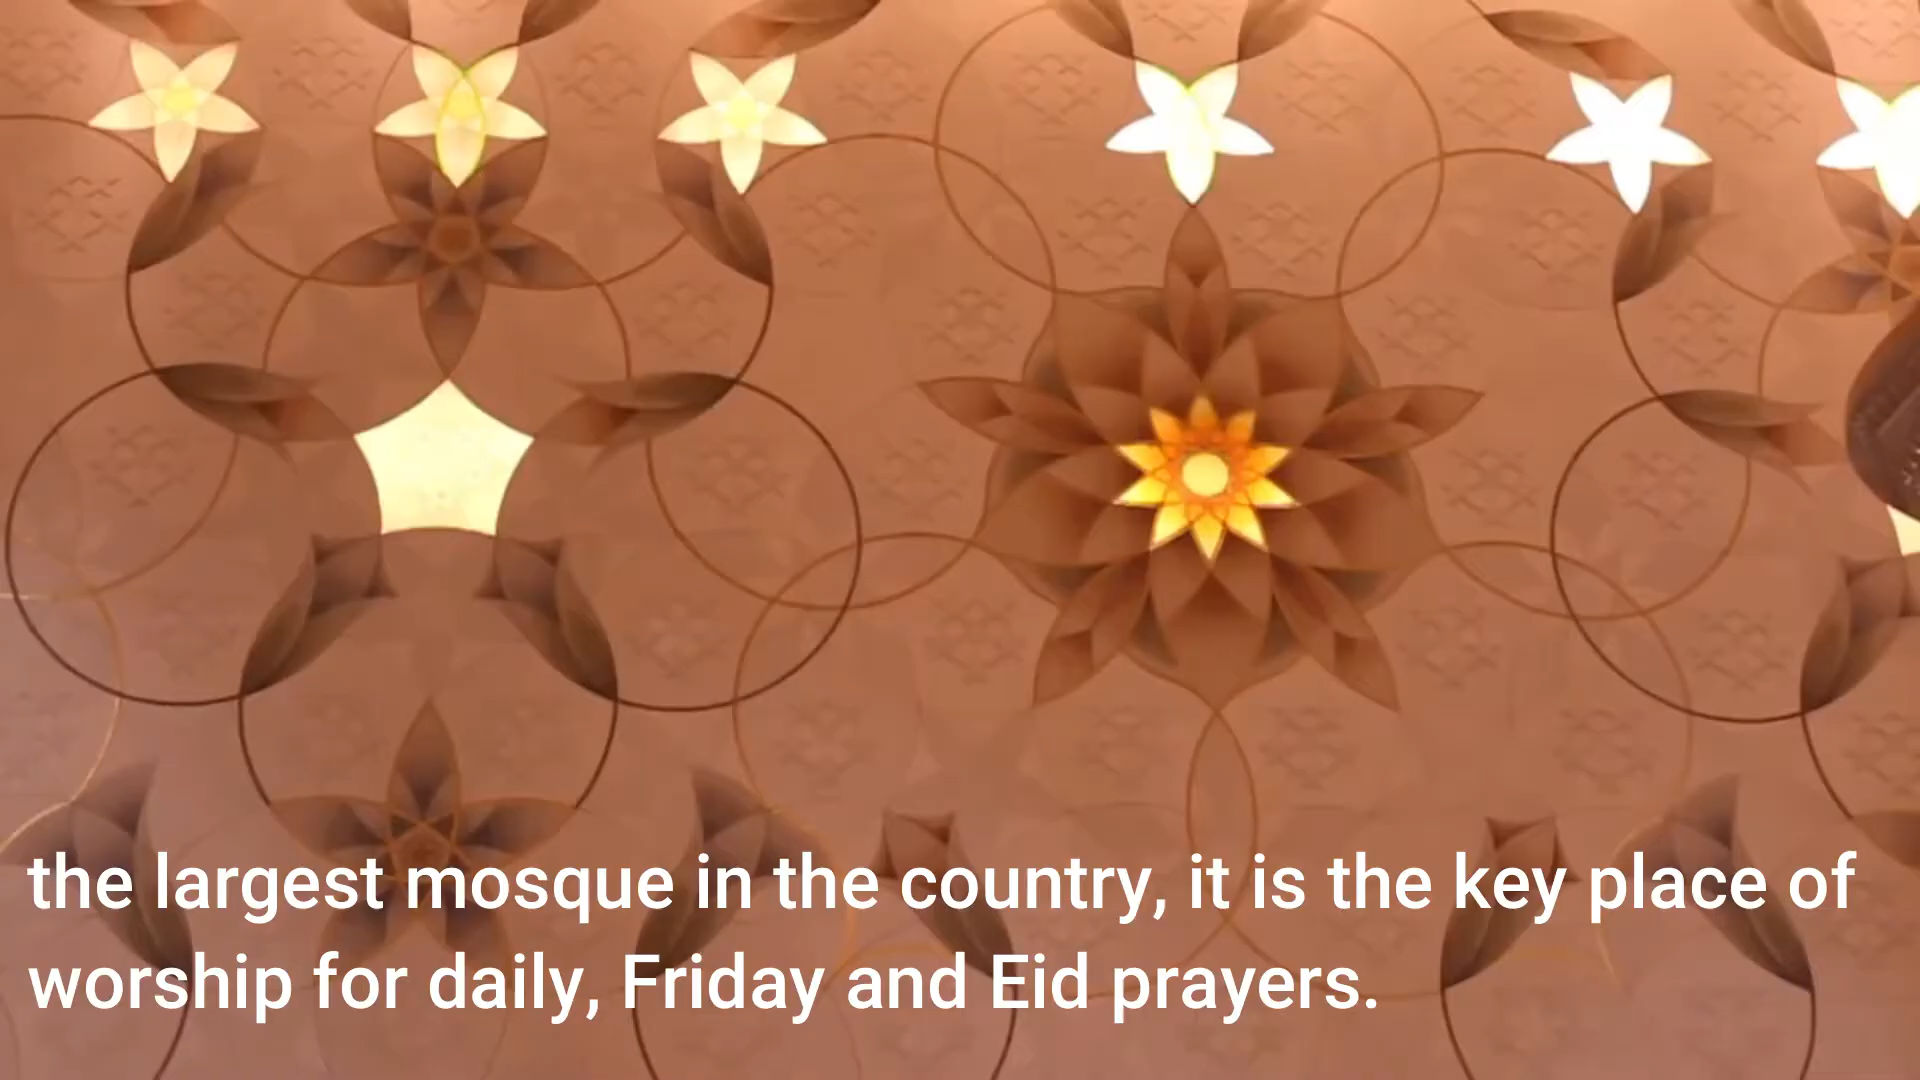 the largest mosque in the country, it is the key place of
worship for daily, Friday and Eid prayers.